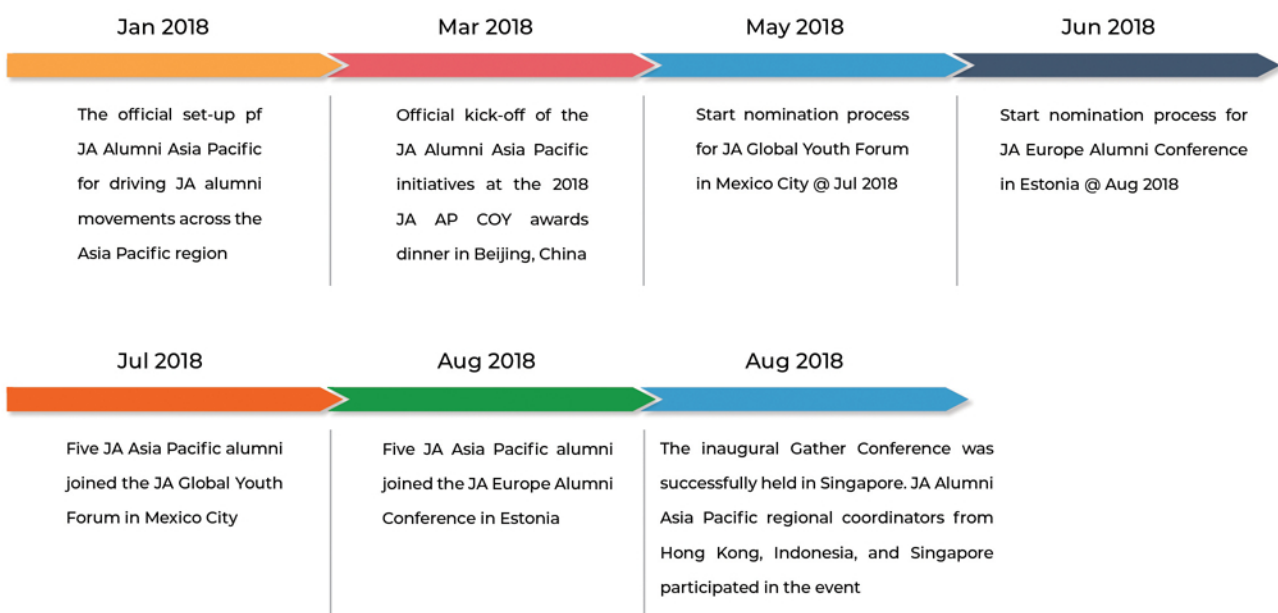 Jan 2018
The official set-up pf
JA Alumni Asia Pacific
for driving JA alumni
movements across the
Asia Pacific region
Mar 2018
Official kick-off of the
JA Alumni Asia Pacific
initiatives at the 2018
JA AP COY awards
dinner in Beijing, China
May 2018
Start nomination process
for JA Global Youth Forum
in Mexico City @ Jul 2018
Jun 2018
Start nomination process for
JA Europe Alumni Conference
in Estonia @ Aug 2018
Jul 2018
Five JA Asia Pacific alumni
joined the JA Global Youth
Forum in Mexico City
Aug 2018
Five JA Asia Pacific alumni
joined the JA Europe Alumni
Conference in Estonia
Aug 2018
The inaugural Gather Conference was
successfully held in Singapore. JA Alumni
Asia Pacific regional coordinators from
Hong Kong, Indonesia, and Singapore
participated in the event